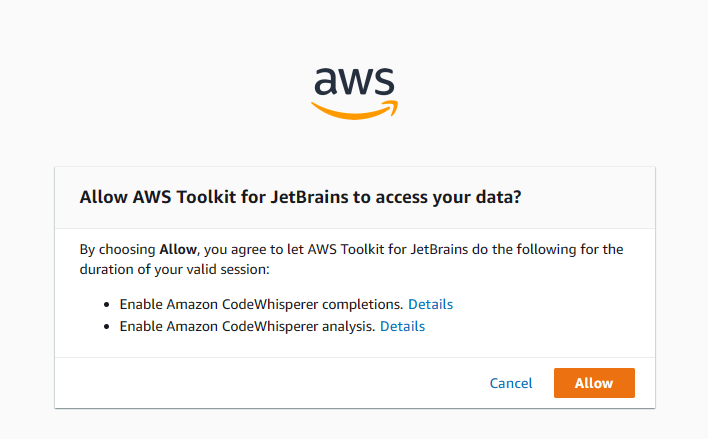 aws
Allow AWS Toolkit for JetBrains to access your data?
By choosing Allow, you agree to let AWS Toolkit for JetBrains do the following for the
duration of your valid session:
• Enable Amazon CodeWhisperer completions. Details
• Enable Amazon CodeWhisperer analysis. Details
Cancel Allow